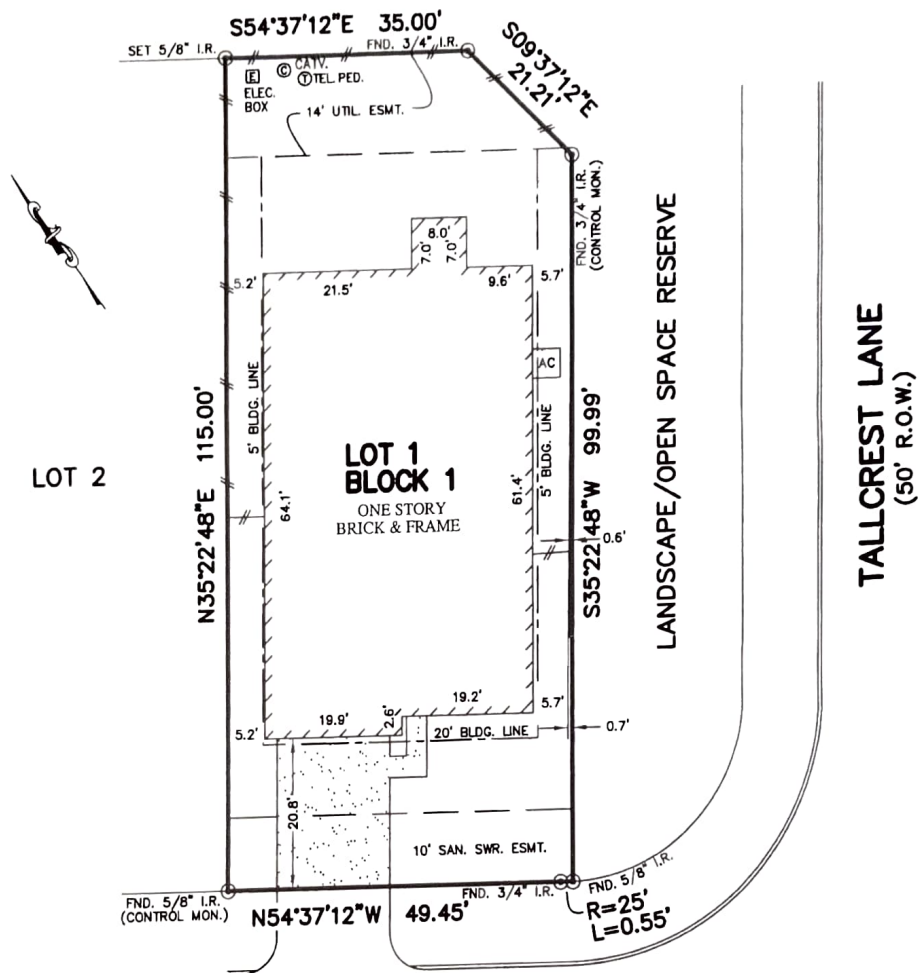 S54°37'12"E 35.00'
SET 5/8" I.R.
FND. 3/4" I.R.
S09°37'12"E
21.21'
E
ELEC.
BOX
C CATV.
T TEL. PED.
14' UTIL. ESMT.
FND. 3/4" I.R.
(CONTROL MON.)
8.0'
7.0'
7.0'
5.2'
21.5'
9.6'
5.7'
AC
5' BLDG. LINE
5' BLDG. LINE
N35°22'48"E 115.00'
LOT 2
LOT 1
BLOCK 1
ONE STORY
BRICK & FRAME
64.1'
61.4'
S35°22'48"W 99.99'
0.6'
LANDSCAPE/OPEN SPACE RESERVE
TALLCREST LANE
(50' R.O.W.)
5.2'
19.9'
2.6'
19.2'
5.7'
20' BLDG. LINE
0.7'
20.8'
10' SAN. SWR. ESMT.
FND. 5/8" I.R.
(CONTROL MON.)
N54°37'12"W 49.45'
FND. 3/4" I.R.
FND. 5/8" I.R.
R=25'
L=0.55'